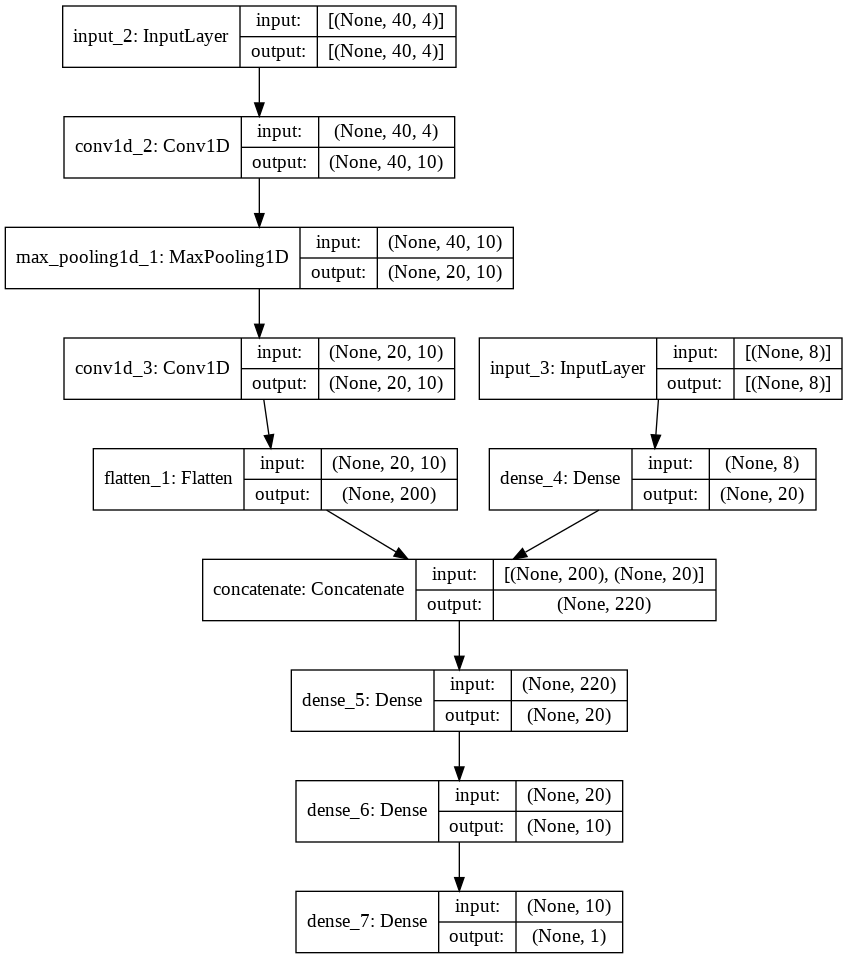 input_2: InputLayer
input: [(None, 40, 4)]
output: [(None, 40, 4)]
conv1d_2: Conv1D
input: (None, 40, 4)
output: (None, 40, 10)
max_pooling1d_1: MaxPooling1D
input: (None, 40, 10)
output: (None, 20, 10)
conv1d_3: Conv1D
input: (None, 20, 10)
output: (None, 20, 10)
input_3: InputLayer
input: [(None, 8)]
output: [(None, 8)]
flatten_1: Flatten
input: (None, 20, 10)
output: (None, 200)
dense_4: Dense
input: (None, 8)
output: (None, 20)
concatenate: Concatenate
input: [(None, 200), (None, 20)]
output: (None, 220)
dense_5: Dense
input: (None, 220)
output: (None, 20)
dense_6: Dense
input: (None, 20)
output: (None, 10)
dense_7: Dense
input: (None, 10)
output: (None, 1)